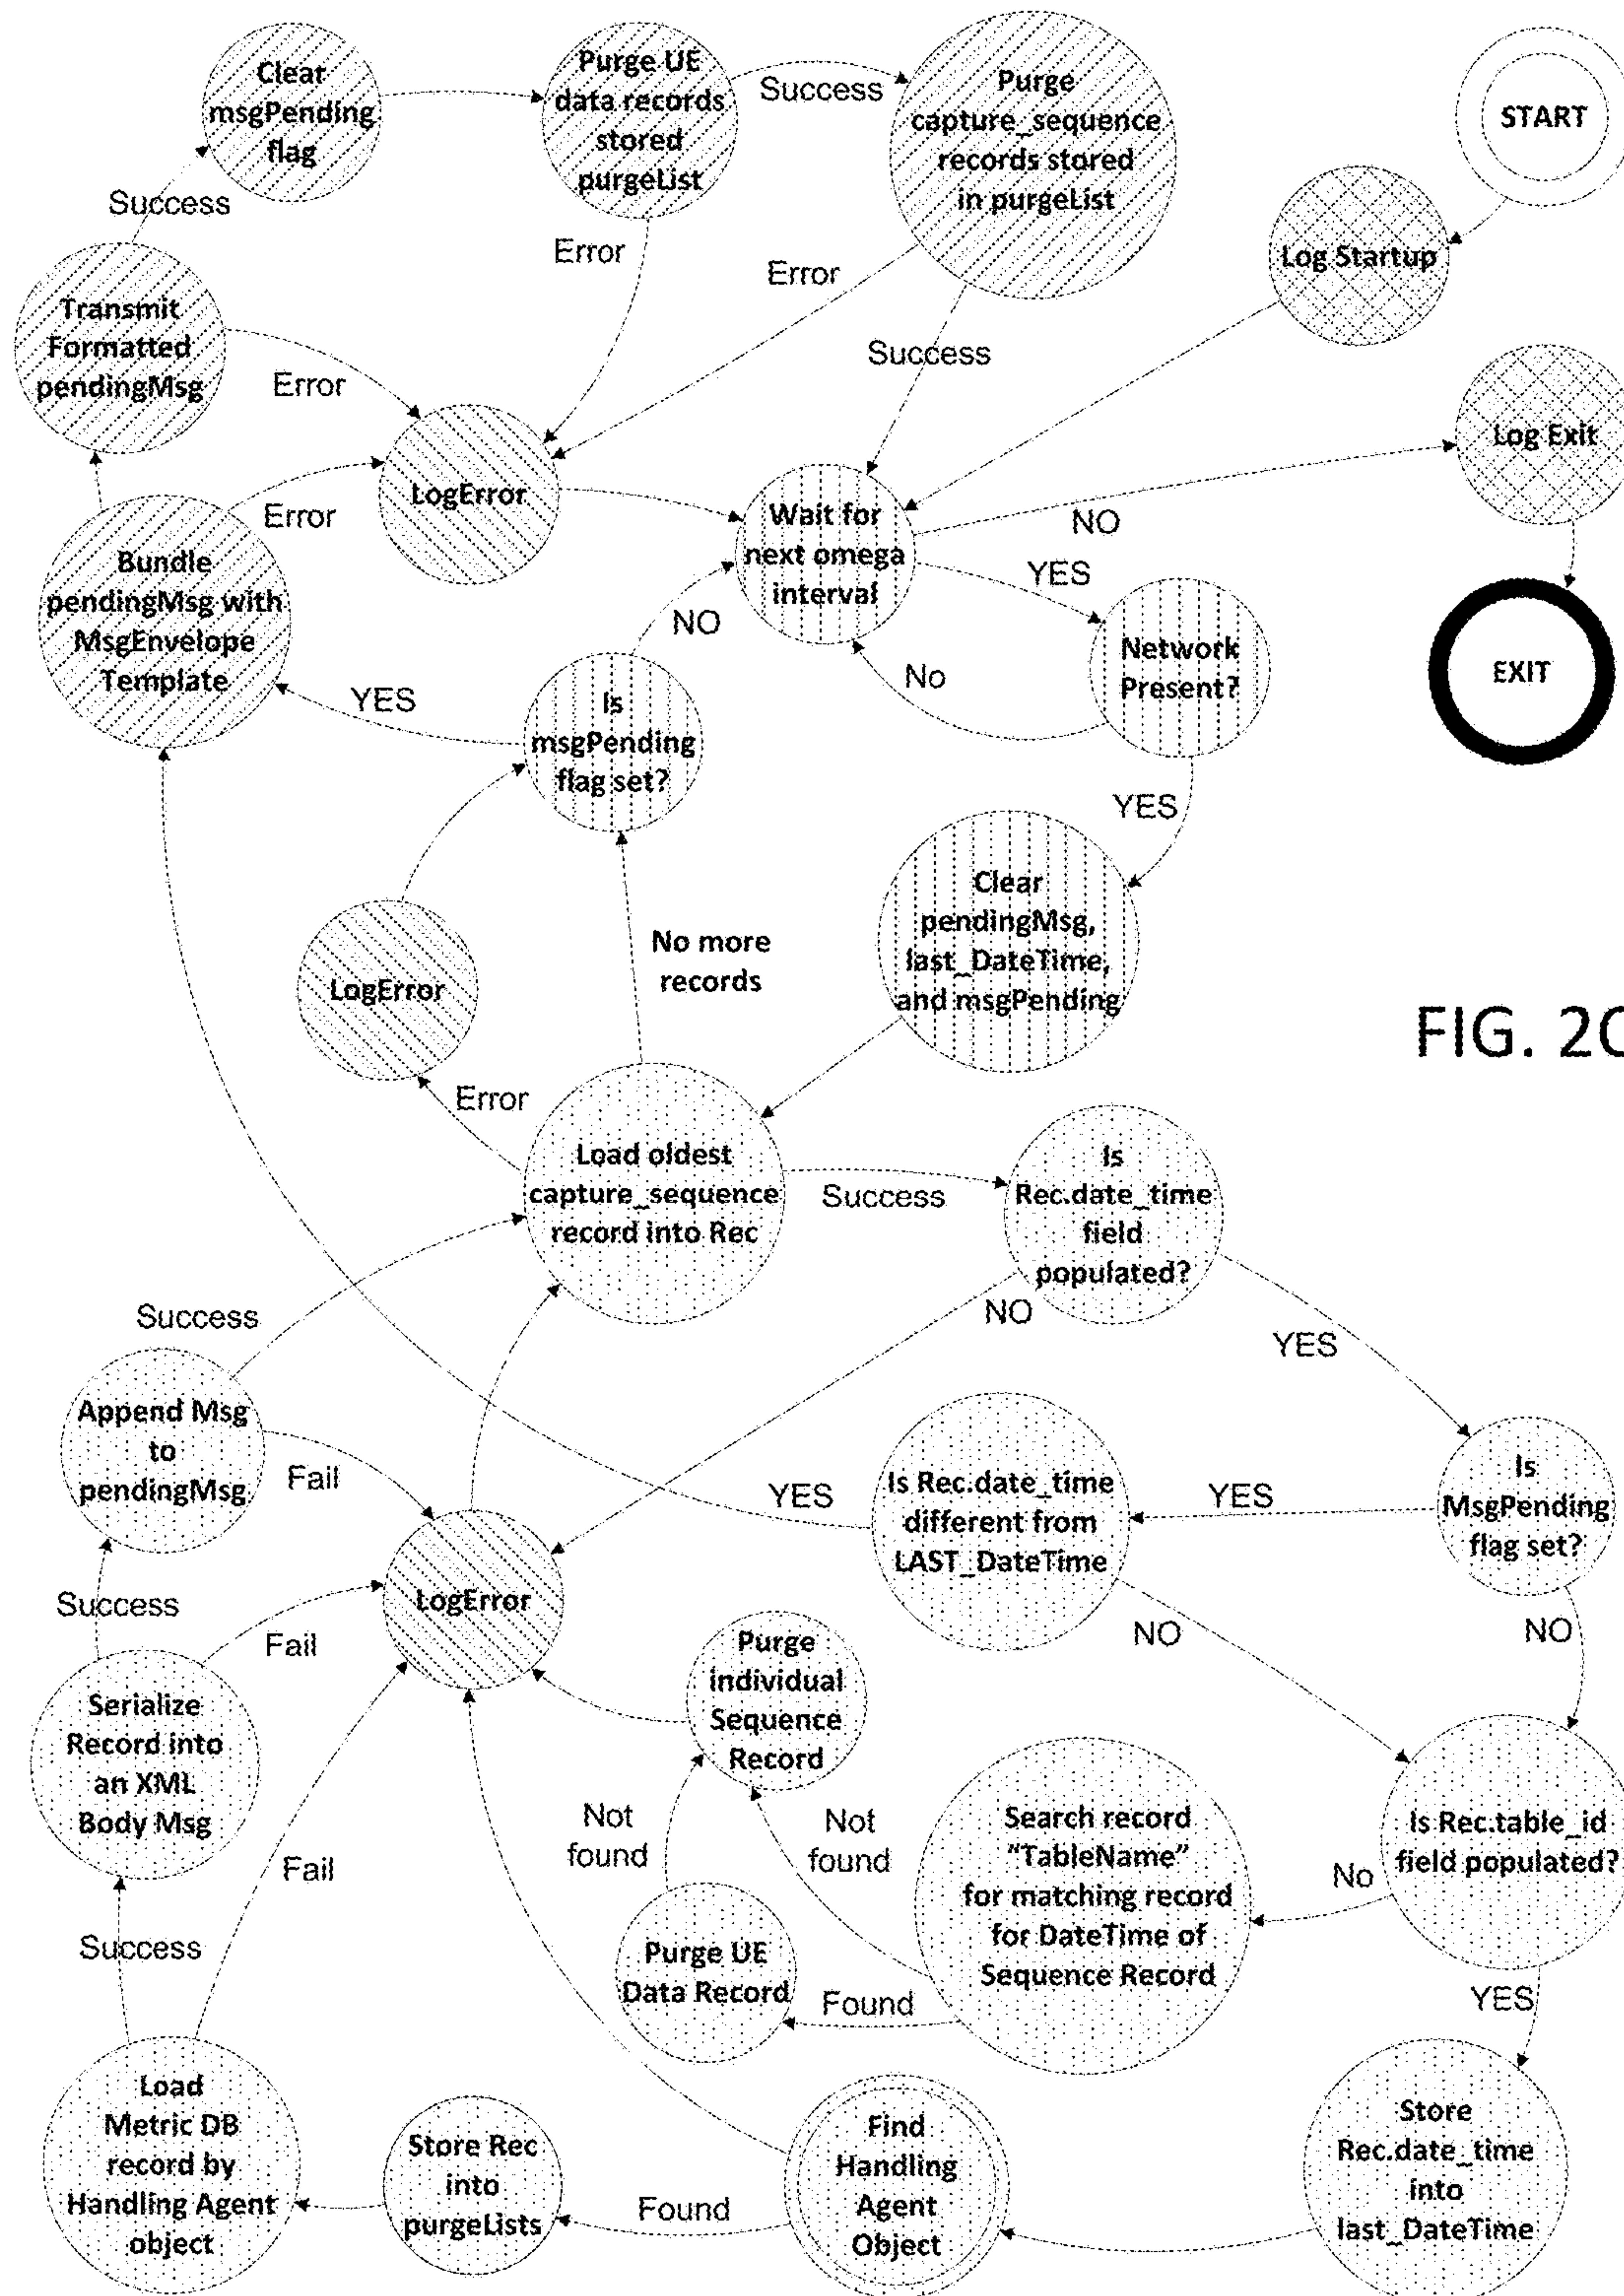 Clear
msgPending
flag
Purge UE
data records
stored
purgeList
Success
Purge
capture_sequence
records stored
in purgeList
START
Success
Error
Error
Log Startup
Transmit
Formatted
pendingMsg
Error
Success
Log Exit
LogError
Error
Wait for
next omega
interval
NO
YES
Bundle
pendingMsg with
MsgEnvelope
Template
NO
Network
Present?
EXIT
No
YES
Is
msgPending
flag set?
YES
Clear
pendingMsg,
last_DateTime,
and msgPending
No more
records
LogError
Error
Load oldest
capture_sequence
record into Rec
Success
Is
Rec.date_time
field
populated?
NO
YES
Success
Append Msg
to
pendingMsg
Fail
YES
Is Rec.date_time
different from
LAST_DateTime
YES
Is
MsgPending
flag set?
LogError
Success
Fail
NO
NO
Purge
individual
Sequence
Record
Serialize
Record into
an XML
Body Msg
Not
found
Not
found
Search record
"TableName"
for matching record
for DateTime of
Sequence Record
Is Rec.table_id
field populated?
No
Fail
Success
Purge UE
Data Record
Found
YES
Load
Metric DB
record by
Handling Agent
object
Store Rec
into
purgeLists
Found
Find
Handling
Agent
Object
Store
Rec.date_time
into
last_DateTime